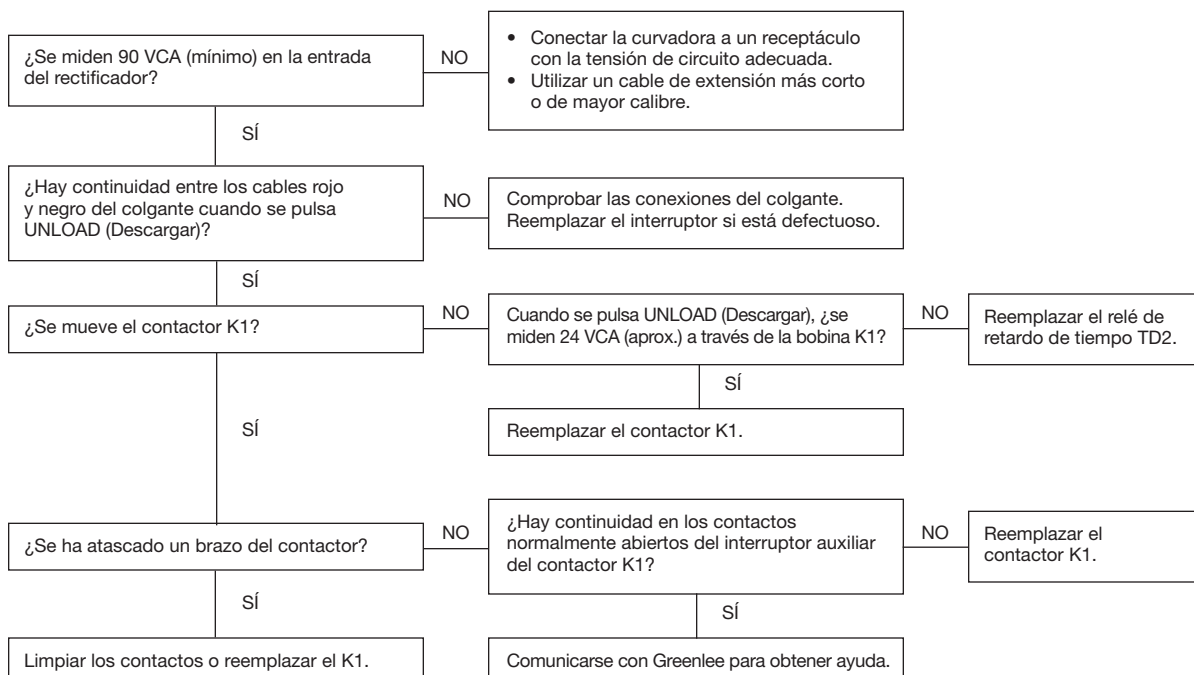 ¿Se miden 90 VCA (mínimo) en la entrada
del rectificador?
NO
• Conectar la curvadora a un receptáculo
con la tensión de circuito adecuada.
• Utilizar un cable de extensión más corto
o de mayor calibre.
SÍ
¿Hay continuidad entre los cables rojo
y negro del colgante cuando se pulsa
UNLOAD (Descargar)?
NO
Comprobar las conexiones del colgante.
Reemplazar el interruptor si está defectuoso.
SÍ
¿Se mueve el contactor K1?
NO
Cuando se pulsa UNLOAD (Descargar), ¿se
miden 24 VCA (aprox.) a través de la bobina K1?
NO
Reemplazar el relé de
retardo de tiempo TD2.
SÍ
Reemplazar el contactor K1.
SÍ
¿Se ha atascado un brazo del contactor?
NO
¿Hay continuidad en los contactos
normalmente abiertos del interruptor auxiliar
del contactor K1?
NO
Reemplazar el
contactor K1.
SÍ
Limpiar los contactos o reemplazar el K1.
SÍ
Comunicarse con Greenlee para obtener ayuda.